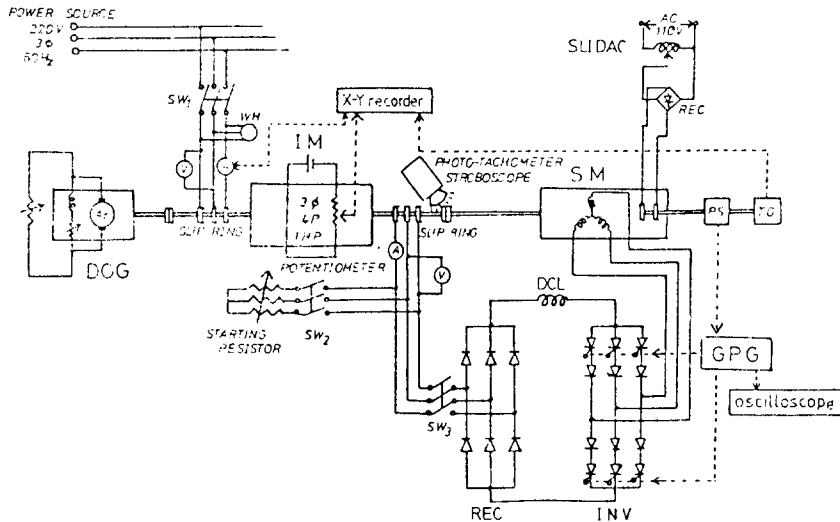 POWER SOURCE
220V
3φ
60Hz
SW1
WH
V
SLIP RING
DCG
IM
3φ
4P
1HP
POTENTIOMETER
X-Y recorder
PHOTO-TACHOMETER
STROBOSCOPE
SLIP RING
A
V
STARTING
RESISTOR
SW2
SW3
AC
110V
SLIDAC
REC
SM
PS
TG
DCL
GPG
oscilloscope
REC
INV